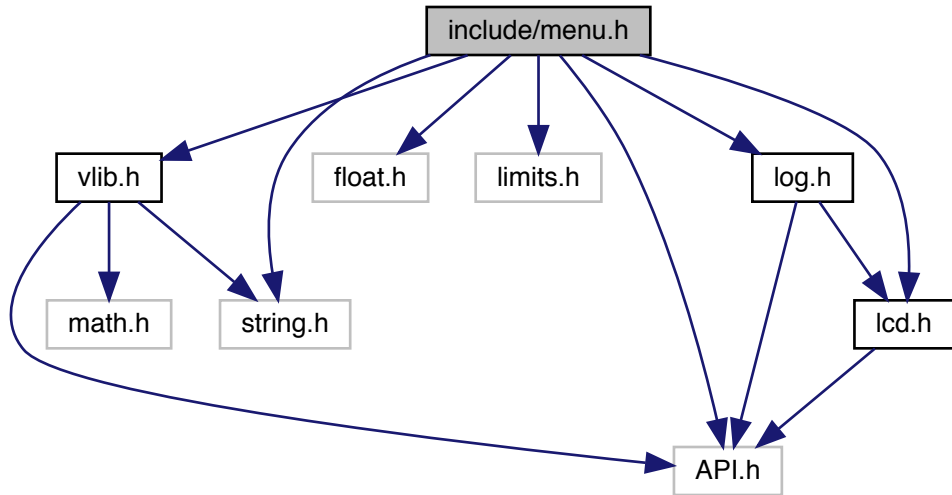 include/menu.h
vlib.h
float.h
limits.h
log.h
math.h
string.h
lcd.h
API.h